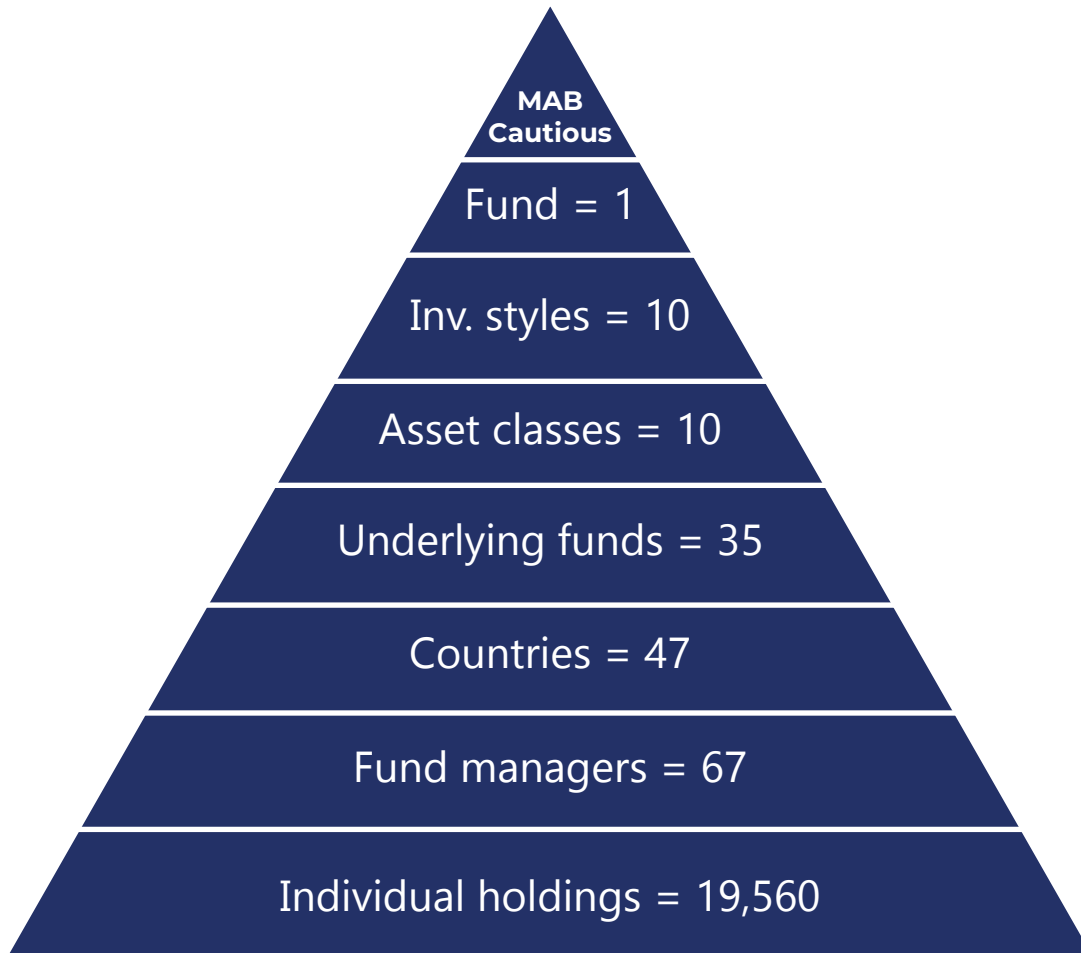 MAB
Cautious
Fund = 1
Inv. styles = 10
Asset classes = 10
Underlying funds = 35
Countries = 47
Fund managers = 67
Individual holdings = 19,560